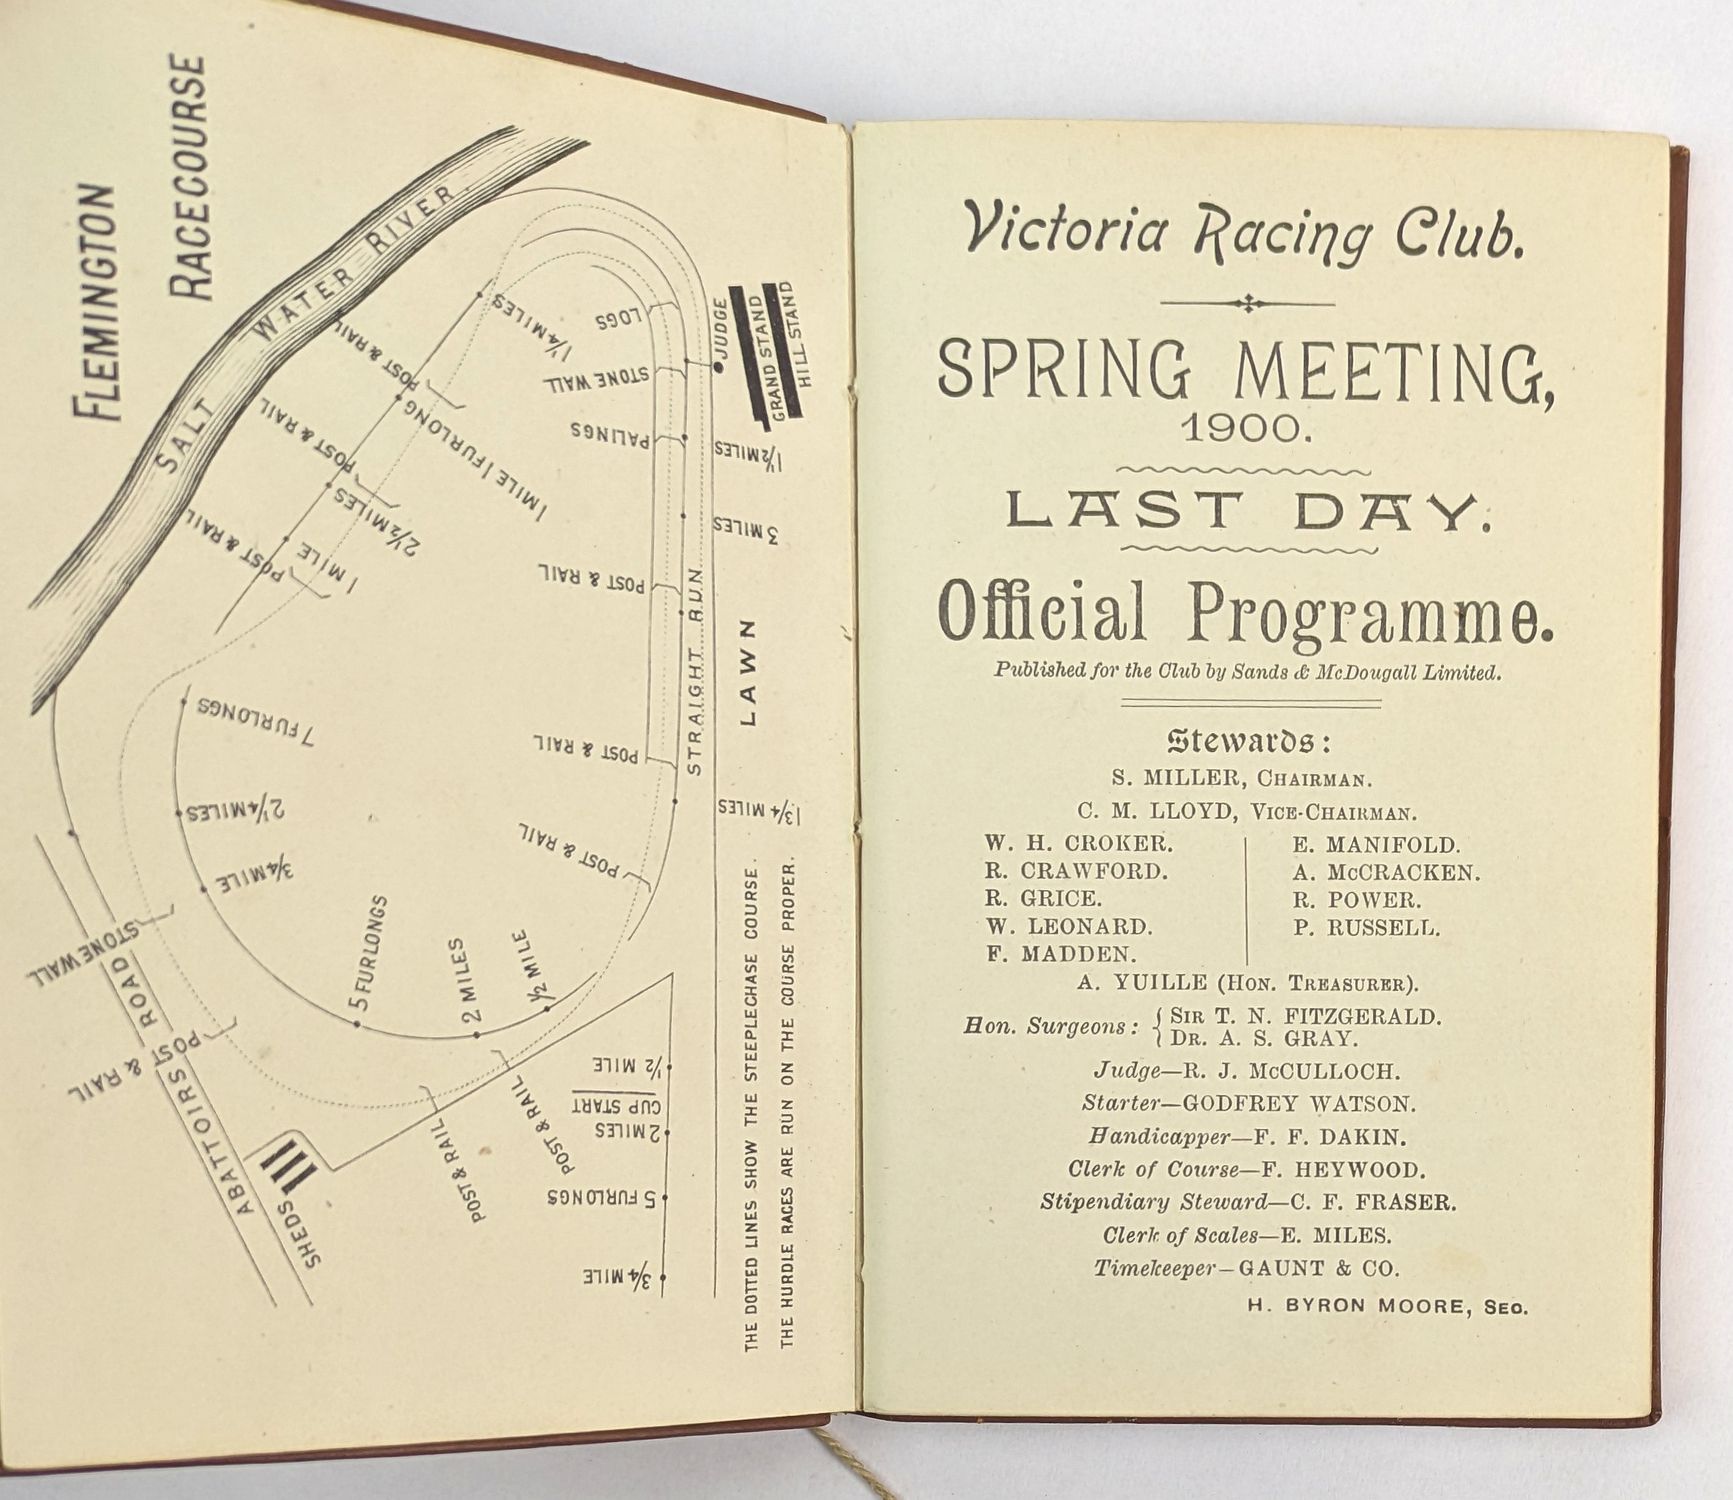 FLEMINGTON
RACECOURSE
SALT WATER RIVER
1¼ MILES
POST & RAIL
POST
1 MILE 1 FURLONG
POST & RAIL
POST
2½ MILES
POST & RAIL
POST
1 MILE
7 FURLONGS
2¼ MILES
¾ MILE
STONE WALL
POST & RAIL
ABATTOIRS ROAD
SHEDS
5 FURLONGS
2 MILES
½ MILE
POST & RAIL
POST & RAIL
LOGS
STONE WALL
PALINGS
POST & RAIL
POST & RAIL
POST & RAIL
JUDGE
GRAND STAND
HILL STAND
1½ MILES
3 MILES
STRAIGHT RUN
LAWN
1¾ MILES
½ MILE
CUP START
2 MILES
5 FURLONGS
¾ MILE
THE DOTTED LINES SHOW THE STEEPLECHASE COURSE.
THE HURDLE RACES ARE RUN ON THE COURSE PROPER.
Victoria Racing Club.
SPRING MEETING,
1900.
LAST DAY.
Official Programme.
Published for the Club by Sands & McDougall Limited.
Stewards:
S. MILLER, CHAIRMAN.
C. M. LLOYD, VICE-CHAIRMAN.
W. H. CROKER.
R. CRAWFORD.
R. GRICE.
W. LEONARD.
F. MADDEN.
E. MANIFOLD.
A. McCRACKEN.
R. POWER.
P. RUSSELL.
A. YUILLE (HON. TREASURER).
Hon. Surgeons: { SIR T. N. FITZGERALD.
DR. A. S. GRAY.
Judge—R. J. McCULLOCH.
Starter—GODFREY WATSON.
Handicapper—F. F. DAKIN.
Clerk of Course—F. HEYWOOD.
Stipendiary Steward—C. F. FRASER.
Clerk of Scales—E. MILES.
Timekeeper—GAUNT & CO.
H. BYRON MOORE, SEC.